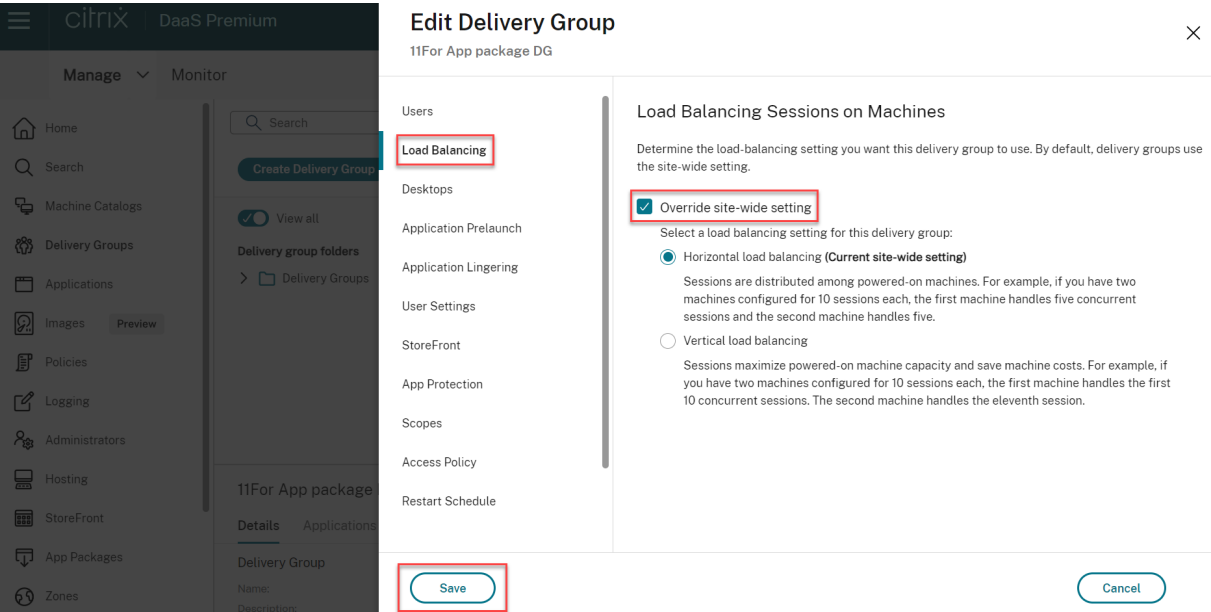 citrix DaaS Premium
Manage Monitor
Home
Search
Machine Catalogs
Delivery Groups
Applications
Images Preview
Policies
Logging
Administrators
Hosting
StoreFront
App Packages
Zones
Search
Create Delivery Group
View all
Delivery group folders
Delivery Groups
11For App package
Details Applications
Delivery Group
Name:
Description:
Edit Delivery Group
11For App package DG
Users
Load Balancing
Desktops
Application Prelaunch
Application Lingering
User Settings
StoreFront
App Protection
Scopes
Access Policy
Restart Schedule
Load Balancing Sessions on Machines
Determine the load-balancing setting you want this delivery group to use. By default, delivery groups use
the site-wide setting.
Override site-wide setting
Select a load balancing setting for this delivery group:
Horizontal load balancing (Current site-wide setting)
Sessions are distributed among powered-on machines. For example, if you have two
machines configured for 10 sessions each, the first machine handles five concurrent
sessions and the second machine handles five.
Vertical load balancing
Sessions maximize powered-on machine capacity and save machine costs. For example, if
you have two machines configured for 10 sessions each, the first machine handles the first
10 concurrent sessions. The second machine handles the eleventh session.
Save
Cancel